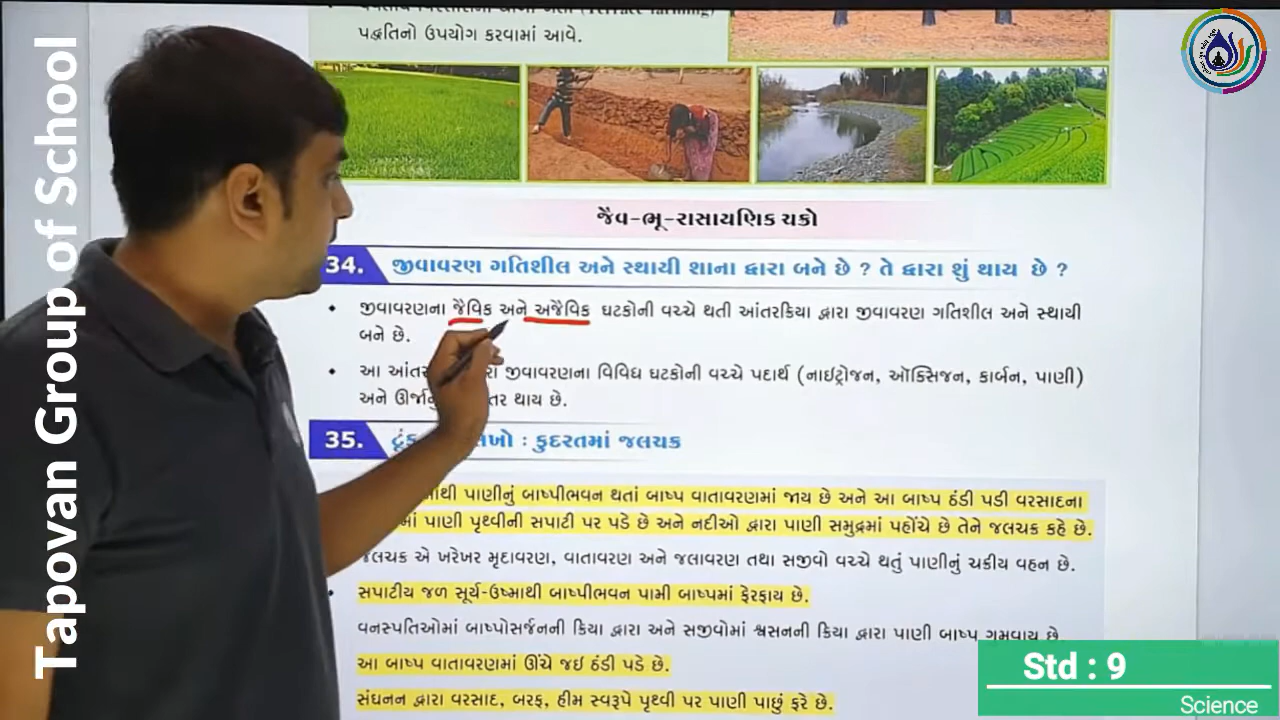 પદ્ધતિનો ઉપયોગ કરવામાં આવે.
જૈવ-ભૂ-રાસાયણિક ચક્રો
34. જીવાવરણ ગતિશીલ અને સ્થાયી શાના દ્વારા બને છે ? તે દ્વારા શું થાય છે ?
જીવાવરણના જૈવિક અને અજૈવિક ઘટકોની વચ્ચે થતી આંતરક્રિયા દ્વારા જીવાવરણ ગતિશીલ અને સ્થાયી
બને છે.
આ જીવાવરણના વિવિધ ઘટકોની વચ્ચે પદાર્થ (નાઇટ્રોજન, ઑક્સિજન, કાર્બન, પાણી)
અને થાય છે.
35. : કુદરતમાં જલચક્ર
પાણીનું બાષ્પીભવન થતાં બાષ્પ વાતાવરણમાં જાય છે અને આ બાષ્પ ઠંડી પડી વરસાદના
પાણી પૃથ્વીની સપાટી પર પડે છે અને નદીઓ દ્વારા પાણી સમુદ્રમાં પહોંચે છે તેને જલચક્ર કહે છે.
જલચક્ર એ ખરેખર મૃદાવરણ, વાતાવરણ અને જલાવરણ તથા સજીવો વચ્ચે થતું પાણીનું ચક્રીય વહન છે.
સપાટીય જળ સૂર્ય-ઉષ્માથી બાષ્પીભવન પામી બાષ્પમાં ફેરફાય છે.
વનસ્પતિઓમાં બાષ્પોસર્જનની ક્રિયા દ્વારા અને સજીવોમાં શ્વસનની ક્રિયા દ્વારા પાણી બાષ્પ ગુમવાય છે.
આ બાષ્પ વાતાવરણમાં ઊંચે જઇ ઠંડી પડે છે.
સંઘનન દ્વારા વરસાદ, બરફ, હીમ સ્વરૂપે પૃથ્વી પર પાણી પાછું ફરે છે.
Tapovan Group of School
Std : 9
Science